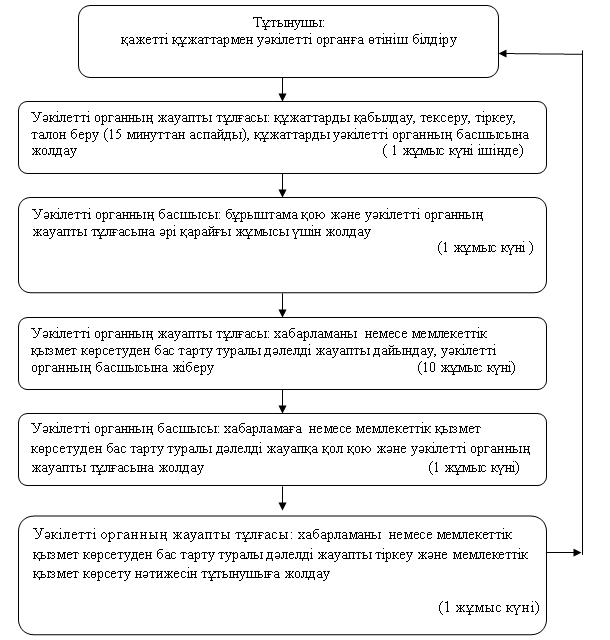 Тұтынушы:
қажетті құжаттармен уәкілетті органға өтініш білдіру
Уәкілетті органның жауапты тұлғасы: құжаттарды қабылдау, тексеру, тіркеу,
талон беру (15 минуттан аспайды), құжаттарды уәкілетті органның басшысына
жолдау ( 1 жұмыс күні ішінде)
Уәкілетті органның басшысы: бұрыштама қою және уәкілетті органның
жауапты тұлғасына әрі қарайғы жұмысы үшін жолдау
(1 жұмыс күні )
Уәкілетті органның жауапты тұлғасы: хабарламаны немесе мемлекеттік
қызмет көрсетуден бас тарту туралы дәлелді жауапты дайындау, уәкілетті
органның басшысына жіберу (10 жұмыс күні)
Уәкілетті органның басшысы: хабарламаға немесе мемлекеттік қызмет
көрсетуден бас тарту туралы дәлелді жауапқа қол қою және уәкілетті органның
жауапты тұлғасына жолдау (1 жұмыс күні)
Уәкілетті органның жауапты тұлғасы: хабарламаны немесе мемлекеттік
қызмет көрсетуден бас тарту туралы дәлелді жауапты тіркеу және мемлекеттік
қызмет көрсету нәтижесін тұтынушыға жолдау
(1 жұмыс күні)